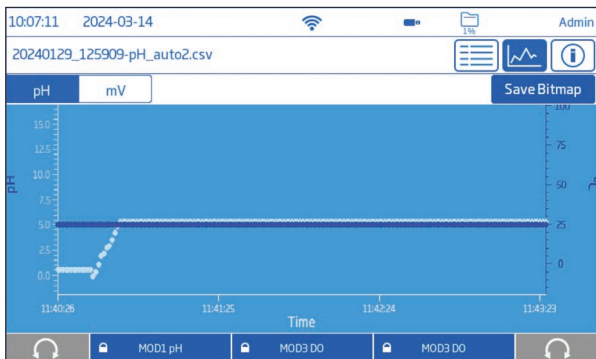 10:07:11 2024-03-14 1% Admin
20240129_125909-pH_auto2.csv
pH mV Save Bitmap
15.0
12.5
10.0
7.5
5.0
2.5
0.0
pH
100
75
50
25
0
11:40:26 11:41:25 11:42:24 11:43:23
Time
MOD1 pH MOD3 DO MOD3 DO